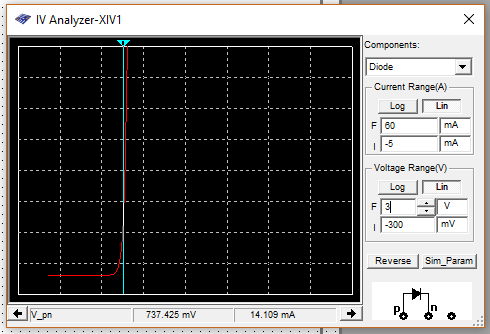 IV Analyzer-XIV1
Components:
Diode
Current Range(A)
Log Lin
F 60 mA
I -5 mA
Voltage Range(V)
Log Lin
F 3 V
I -300 mV
Reverse Sim_Param
p n
V_pn 737.425 mV 14.109 mA